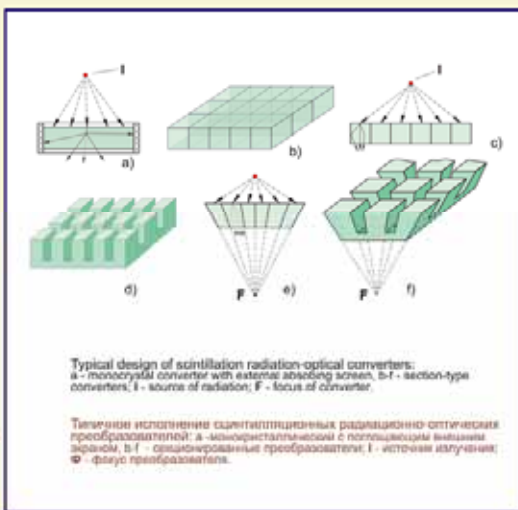 I
I
a)
b)
c)
d)
F
e)
F
f)
Typical design of scintillation radiation-optical converters:
a - monocrystal converter with external absobing screen, b-f - section-type
converters; I - source of radiation; F - focus of converter.
Типичное исполнение сцинтилляционных радиационно-оптических
преобразователей: а -монокристаллический с поглощающим внешним
экраном, b-f - секционированные преобразователи; I - источник излучения;
Ф - фокус преобразователя.